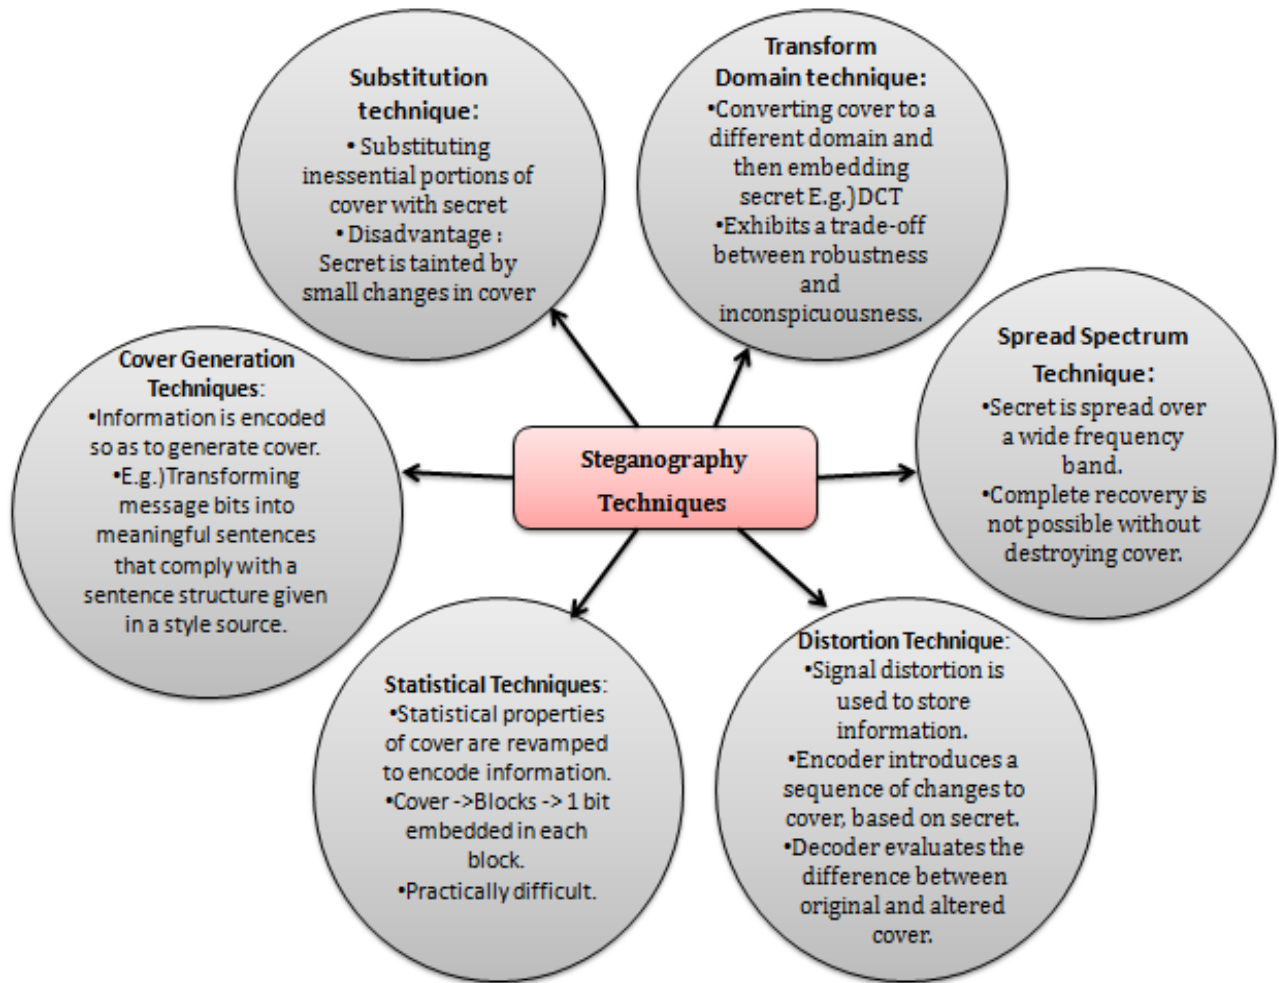 Substitution
technique:
• Substituting
inessential portions of
cover with secret
• Disadvantage :
Secret is tainted by
small changes in cover
Transform
Domain technique:
•Converting cover to a
different domain and
then embedding
secret E.g.)DCT
•Exhibits a trade-off
between robustness
and
inconspicuousness.
Cover Generation
Techniques:
•Information is encoded
so as to generate cover.
•E.g.)Transforming
message bits into
meaningful sentences
that comply with a
sentence structure given
in a style source.
Steganography
Techniques
Spread Spectrum
Technique:
•Secret is spread over
a wide frequency
band.
•Complete recovery is
not possible without
destroying cover.
Statistical Techniques:
•Statistical properties
of cover are revamped
to encode information.
•Cover ->Blocks -> 1 bit
embedded in each
block.
•Practically difficult.
Distortion Technique:
•Signal distortion is
used to store
information.
•Encoder introduces a
sequence of changes to
cover, based on secret.
•Decoder evaluates the
difference between
original and altered
cover.